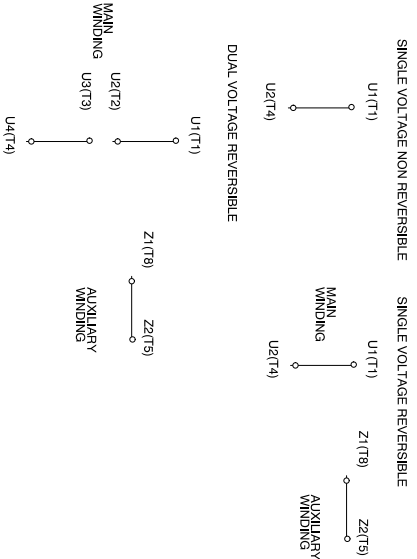 SINGLE VOLTAGE NON REVERSIBLE
U1(T1)
U2(T4)
SINGLE VOLTAGE REVERSIBLE
U1(T1)
MAIN
WINDING
U2(T4)
Z1(T8)
Z2(T5)
AUXILIARY
WINDING
DUAL VOLTAGE REVERSIBLE
U1(T1)
MAIN
WINDING
U2(T2)
U3(T3)
U4(T4)
Z1(T8)
Z2(T5)
AUXILIARY
WINDING